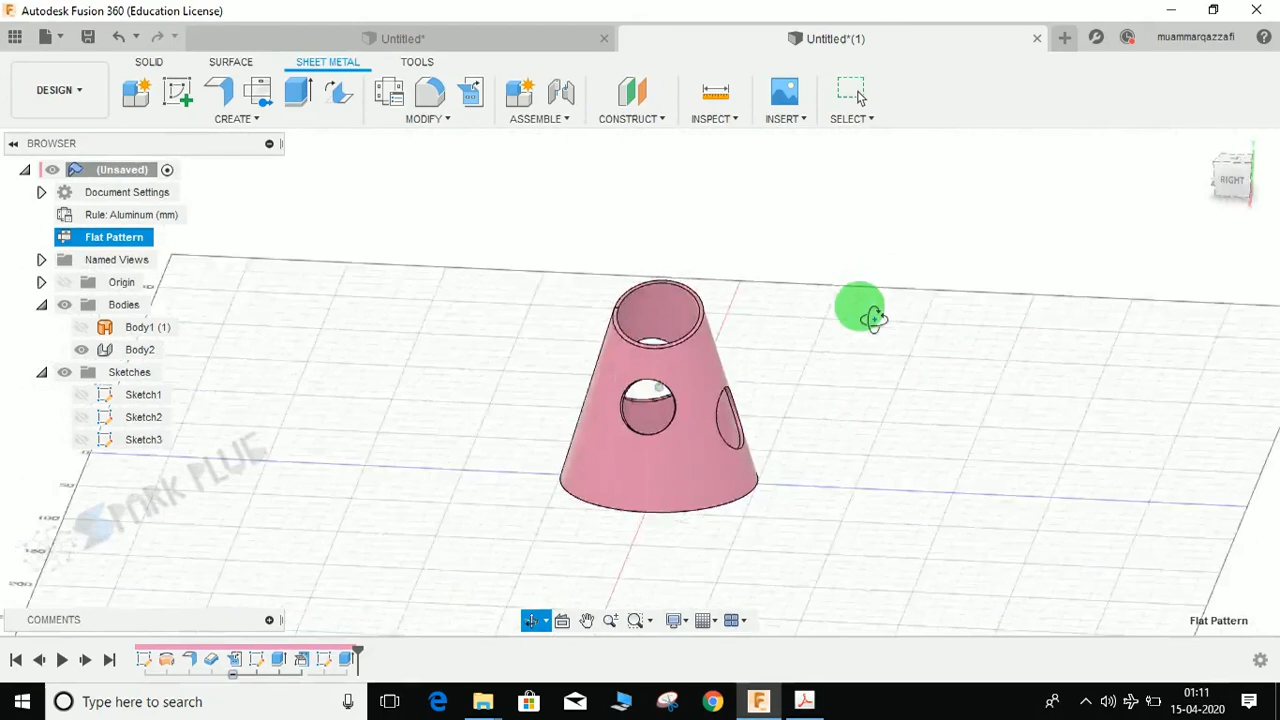 Autodesk Fusion 360 (Education License)
Untitled*
Untitled*(1)
muammarqazzafi
SOLID SURFACE SHEET METAL TOOLS
DESIGN
CREATE MODIFY ASSEMBLE CONSTRUCT INSPECT INSERT SELECT
BROWSER
(Unsaved)
Document Settings
Rule: Aluminum (mm)
Flat Pattern
Named Views
Origin
Bodies
Body1 (1)
Body2
Sketches
Sketch1
Sketch2
Sketch3
RIGHT
SPARK PLUE
COMMENTS
Flat Pattern
Type here to search
01:11
15-04-2020